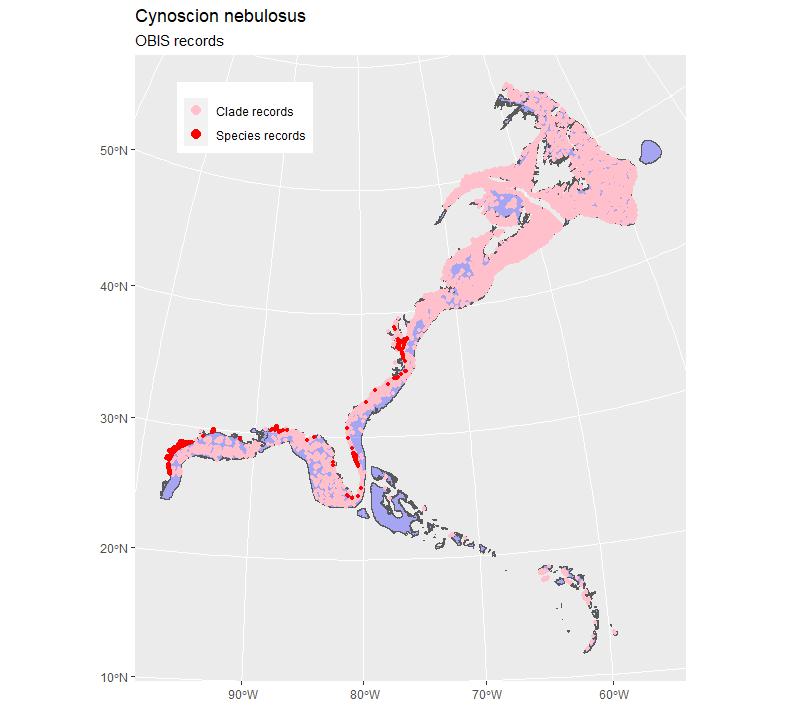 Cynoscion nebulosus
OBIS records
Clade records
Species records
50°N
40°N
30°N
20°N
10°N
90°W 80°W 70°W 60°W